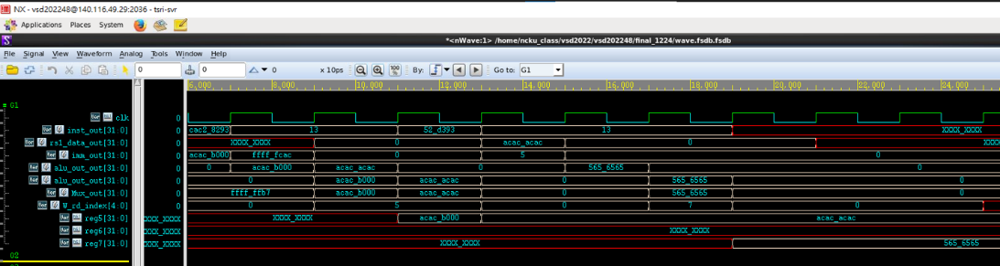 NX - vsd202248@140.116.49.29:2036 - tsri-svr
Applications Places System
*<nWave:1> /home/ncku_class/vsd2022/vsd202248/final_1224/wave.fsdb.fsdb
File Signal View Waveform Analog Tools Window Help
0 0 0 x 10ps 100% By: Go to: G1
6,000 8,000 10,000 12,000 14,000 16,000 18,000 20,000 22,000 24,000
G1
clk 0
inst_out[31:0] 0 cac2_8293 13 52_d393 13 XXXX_XXXX
rs1_data_out[31:0] 0 XXXX_XXXX 0 acac_acac 0
imm_out[31:0] 0 acac_b000 ffff_fcac 0 5 0
alu_out[31:0] 0 0 acac_b000 acac_acac 0 565_6565 0
alu_out_out[31:0] 0 0 acac_b000 acac_acac 0 565_6565 0
Mux_out[31:0] 0 ffff_ffb7 acac_b000 acac_acac 0 565_6565 0
W_rd_index[4:0] 0 0 5 0 7 0
reg5[31:0] XXXX_XXXX XXXX_XXXX acac_b000 acac_acac
reg6[31:0] XXXX_XXXX XXXX_XXXX
reg7[31:0] XXXX_XXXX XXXX_XXXX 565_6565
G2